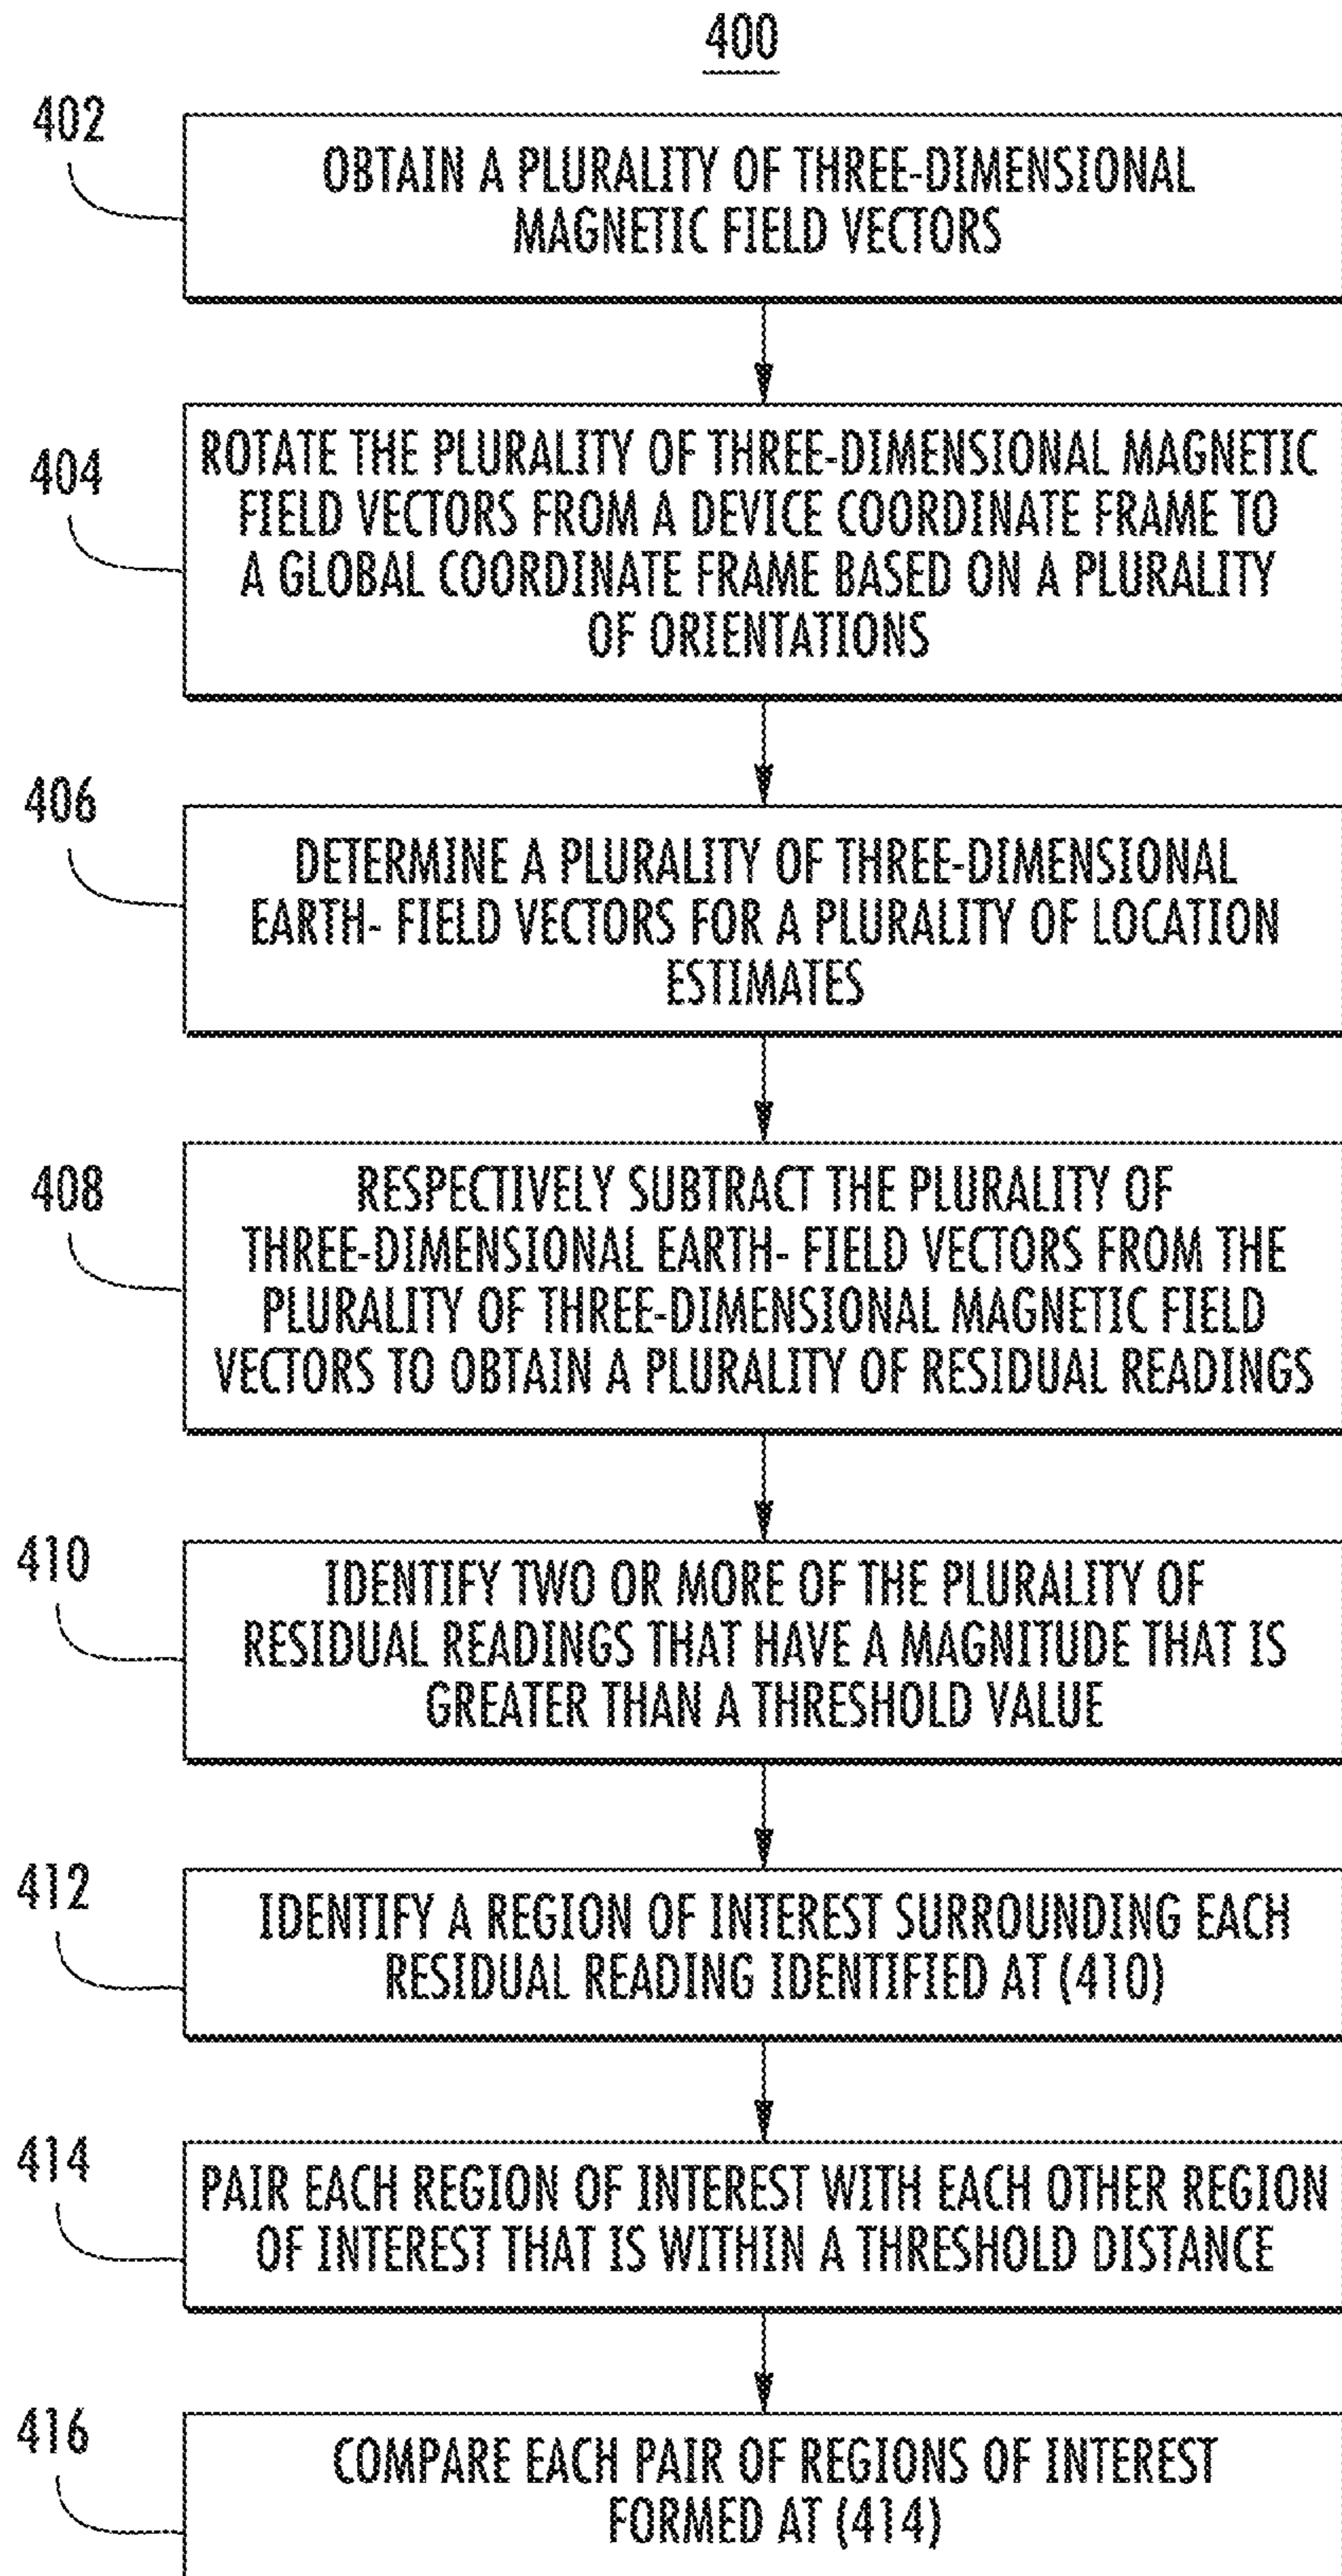 400
402
OBTAIN A PLURALITY OF THREE-DIMENSIONAL
MAGNETIC FIELD VECTORS
404
ROTATE THE PLURALITY OF THREE-DIMENSIONAL MAGNETIC
FIELD VECTORS FROM A DEVICE COORDINATE FRAME TO
A GLOBAL COORDINATE FRAME BASED ON A PLURALITY
OF ORIENTATIONS
406
DETERMINE A PLURALITY OF THREE-DIMENSIONAL
EARTH- FIELD VECTORS FOR A PLURALITY OF LOCATION
ESTIMATES
408
RESPECTIVELY SUBTRACT THE PLURALITY OF
THREE-DIMENSIONAL EARTH- FIELD VECTORS FROM THE
PLURALITY OF THREE-DIMENSIONAL MAGNETIC FIELD
VECTORS TO OBTAIN A PLURALITY OF RESIDUAL READINGS
410
IDENTIFY TWO OR MORE OF THE PLURALITY OF
RESIDUAL READINGS THAT HAVE A MAGNITUDE THAT IS
GREATER THAN A THRESHOLD VALUE
412
IDENTIFY A REGION OF INTEREST SURROUNDING EACH
RESIDUAL READING IDENTIFIED AT (410)
414
PAIR EACH REGION OF INTEREST WITH EACH OTHER REGION
OF INTEREST THAT IS WITHIN A THRESHOLD DISTANCE
416
COMPARE EACH PAIR OF REGIONS OF INTEREST
FORMED AT (414)